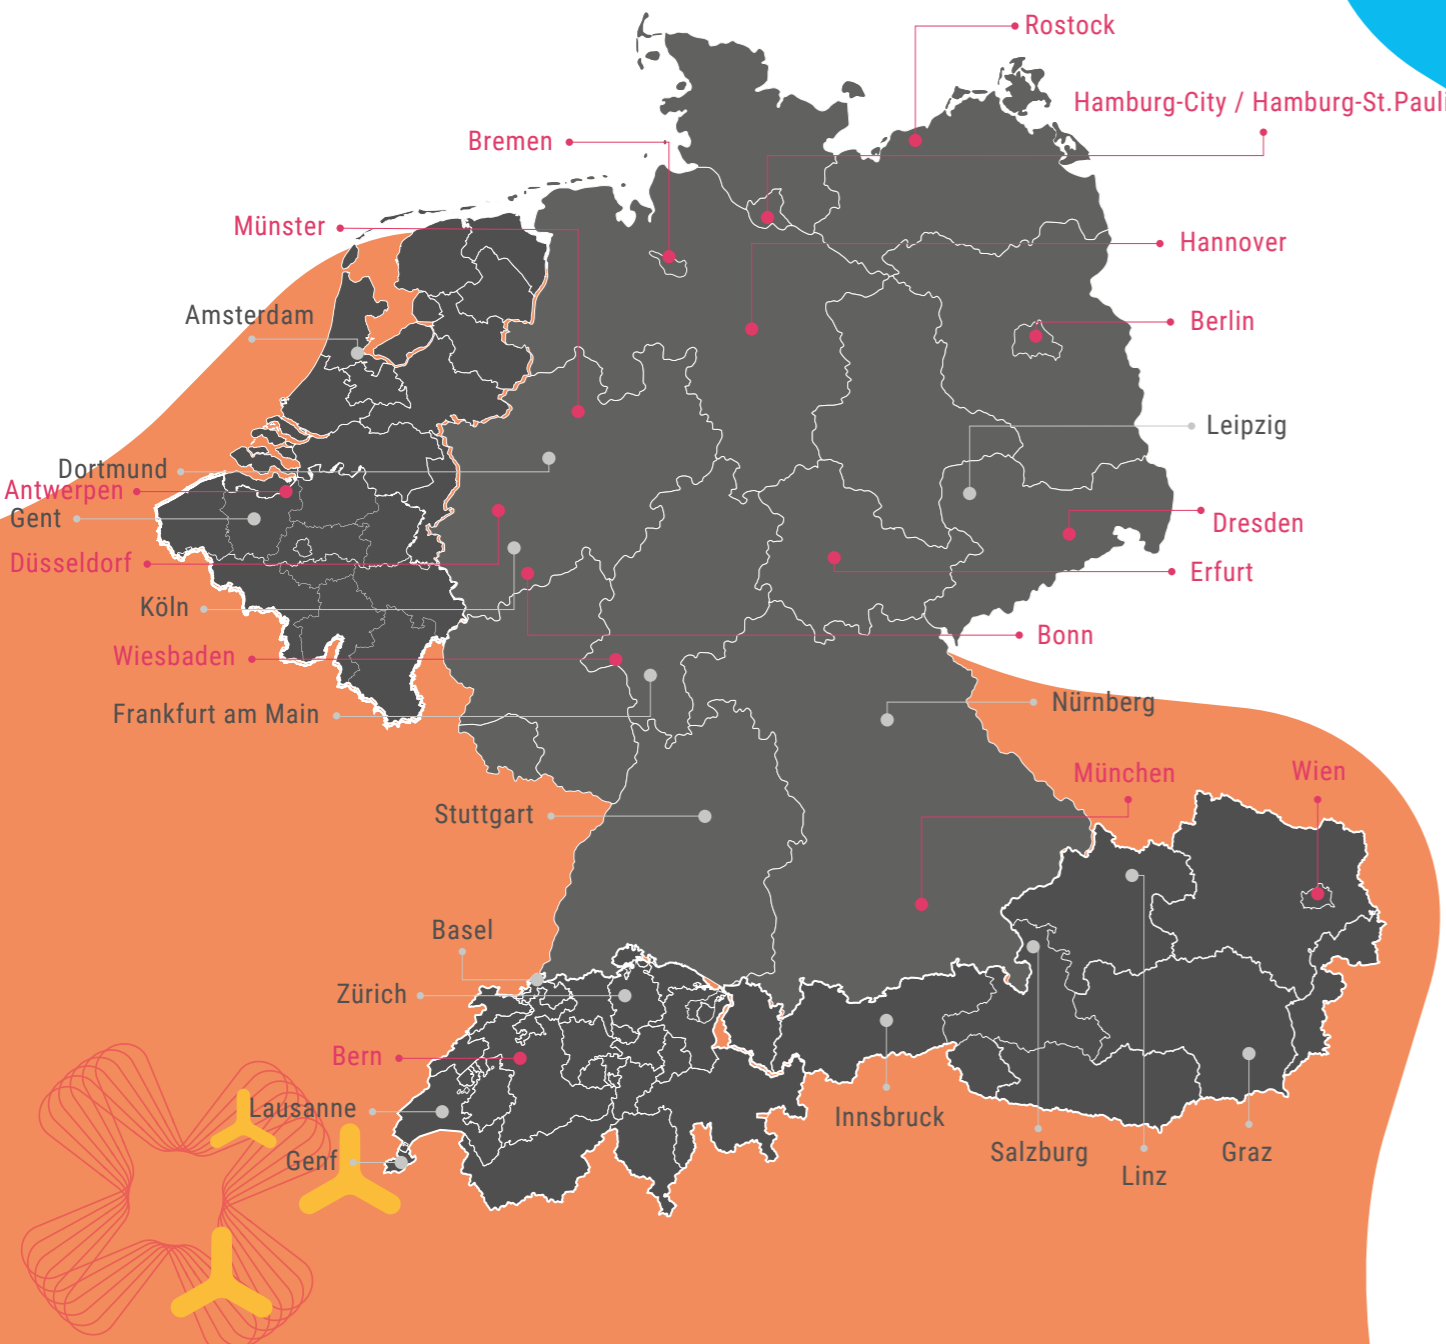 Rostock
Hamburg-City / Hamburg-St.Pauli
Bremen
Münster
Hannover
Amsterdam
Berlin
Leipzig
Dortmund
Antwerpen
Gent
Dresden
Düsseldorf
Erfurt
Köln
Bonn
Wiesbaden
Nürnberg
Frankfurt am Main
München
Wien
Stuttgart
Basel
Zürich
Bern
Lausanne
Innsbruck
Salzburg
Graz
Genf
Linz